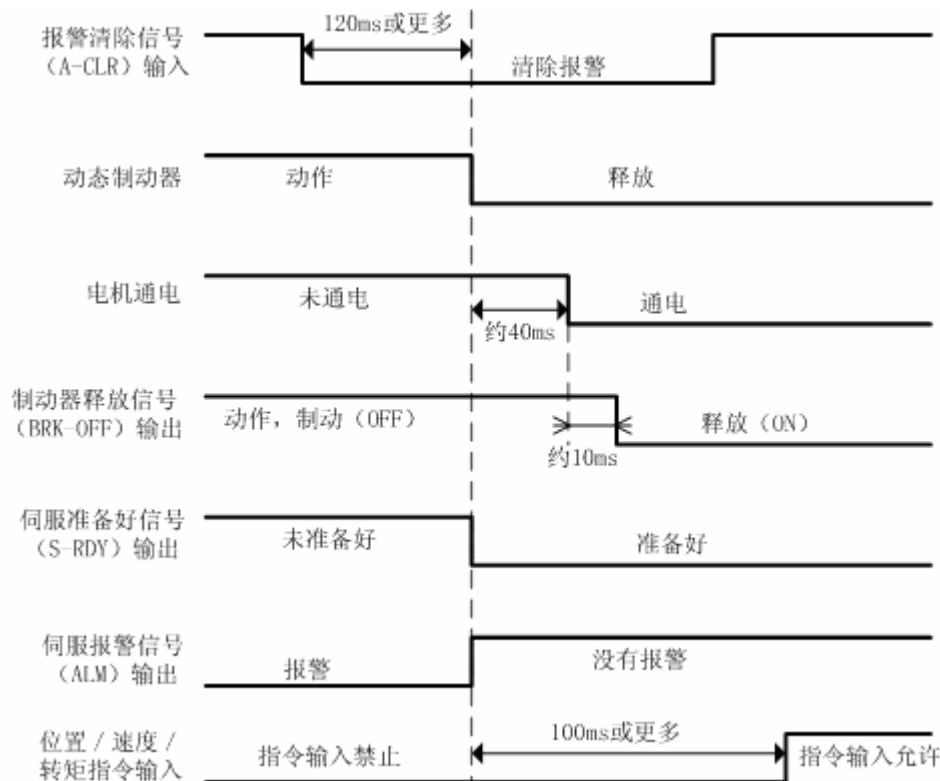 120ms或更多
报警清除信号
（A-CLR）输入
清除报警
动态制动器
动作
释放
电机通电
未通电
通电
约40ms
制动器释放信号
（BRK-OFF）输出
动作，制动（OFF）
释放（ON）
约10ms
伺服准备好信号
（S-RDY）输出
未准备好
准备好
伺服报警信号
（ALM）输出
报警
没有报警
位置／速度／
转矩指令输入
指令输入禁止
100ms或更多
指令输入允许